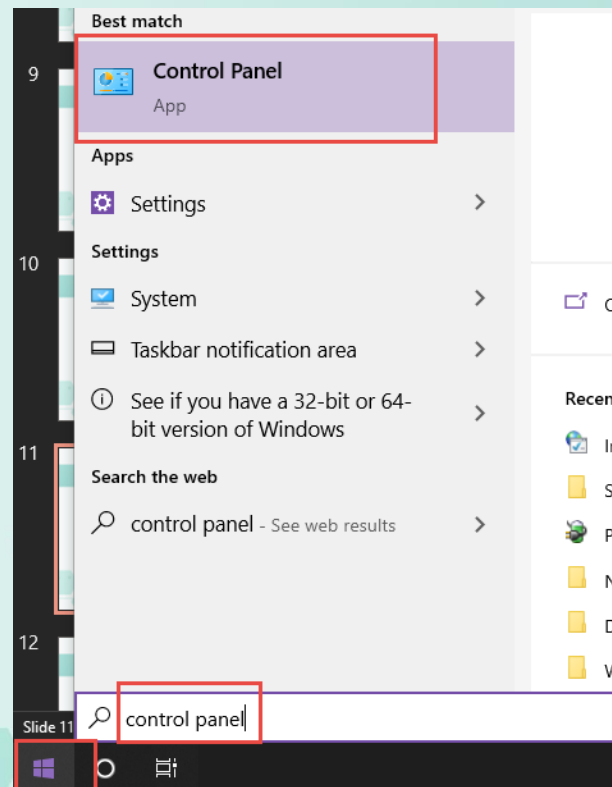 Best match
9
Control Panel
App
Apps
Settings
Settings
10
System
Taskbar notification area
See if you have a 32-bit or 64-
bit version of Windows
Recen
11
Search the web
control panel - See web results
12
control panel
Slide 11